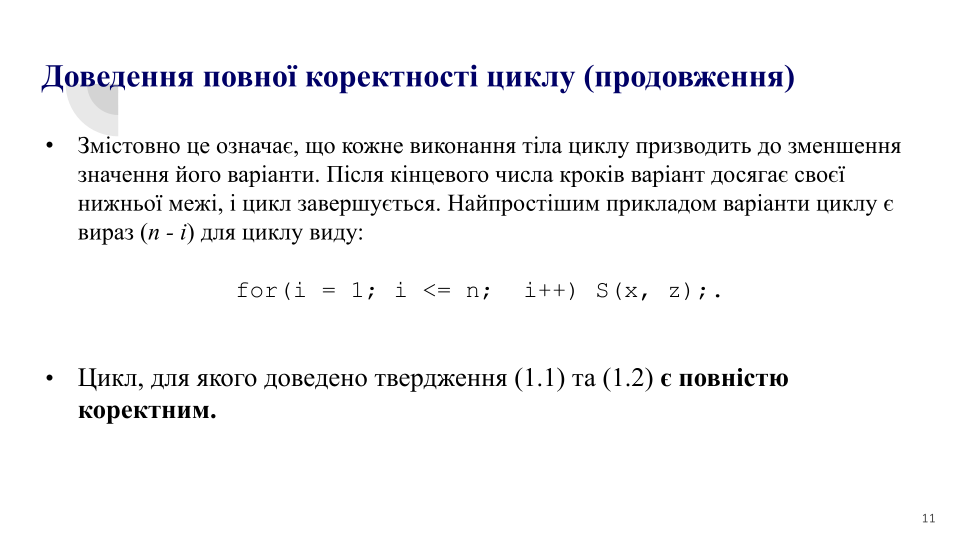 Доведення повної коректності циклу (продовження)
• Змістовно це означає, що кожне виконання тіла циклу призводить до зменшення
значення його варіанти. Після кінцевого числа кроків варіант досягає своєї
нижньої межі, і цикл завершується. Найпростішим прикладом варіанти циклу є
вираз (n - i) для циклу виду:
for(i = 1; i <= n;  i++) S(x, z);.
• Цикл, для якого доведено твердження (1.1) та (1.2) є повністю
коректним.
11